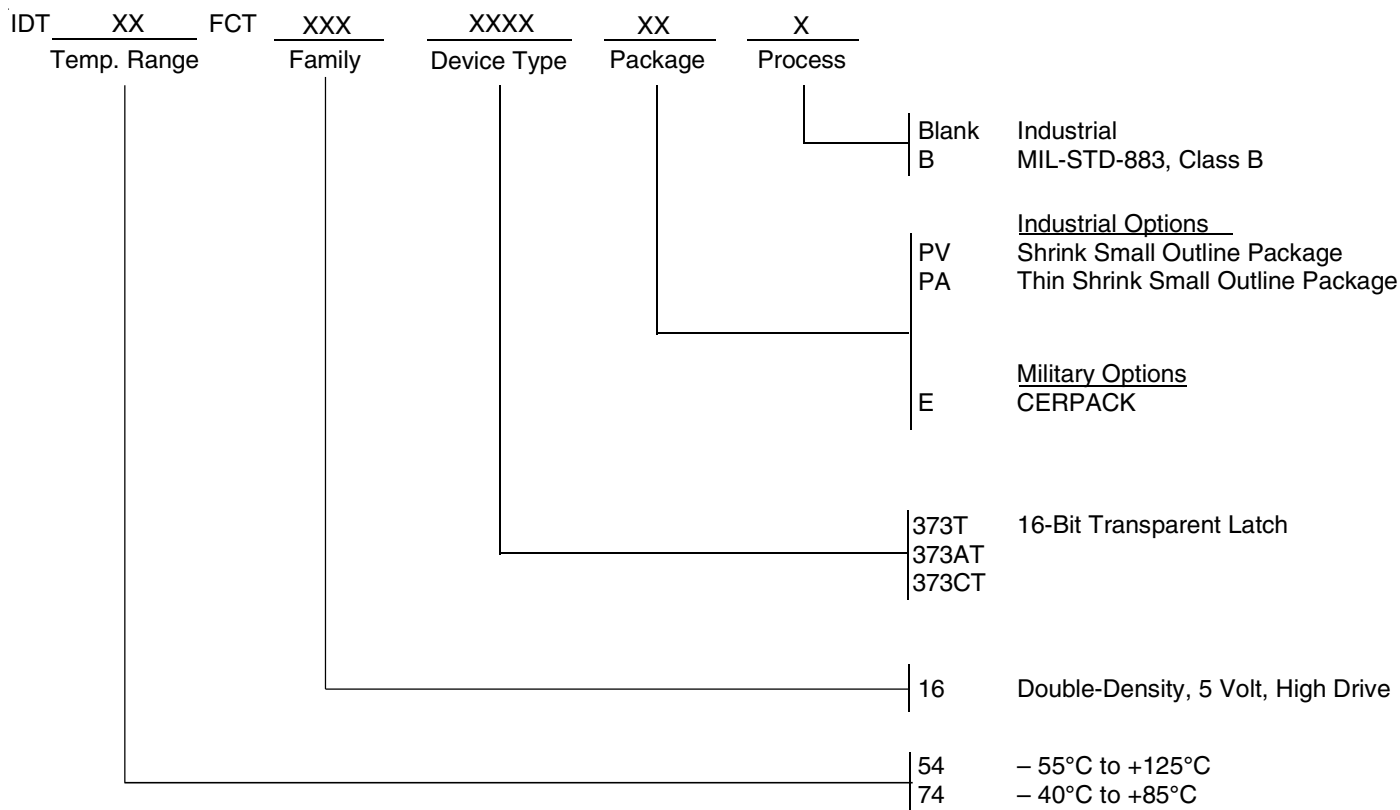 IDT XX FCT XXX XXXX XX X
Temp. Range Family Device Type Package Process
Blank Industrial
B MIL-STD-883, Class B
Industrial Options
PV Shrink Small Outline Package
PA Thin Shrink Small Outline Package
Military Options
E CERPACK
373T 16-Bit Transparent Latch
373AT
373CT
16 Double-Density, 5 Volt, High Drive
54 – 55°C to +125°C
74 – 40°C to +85°C